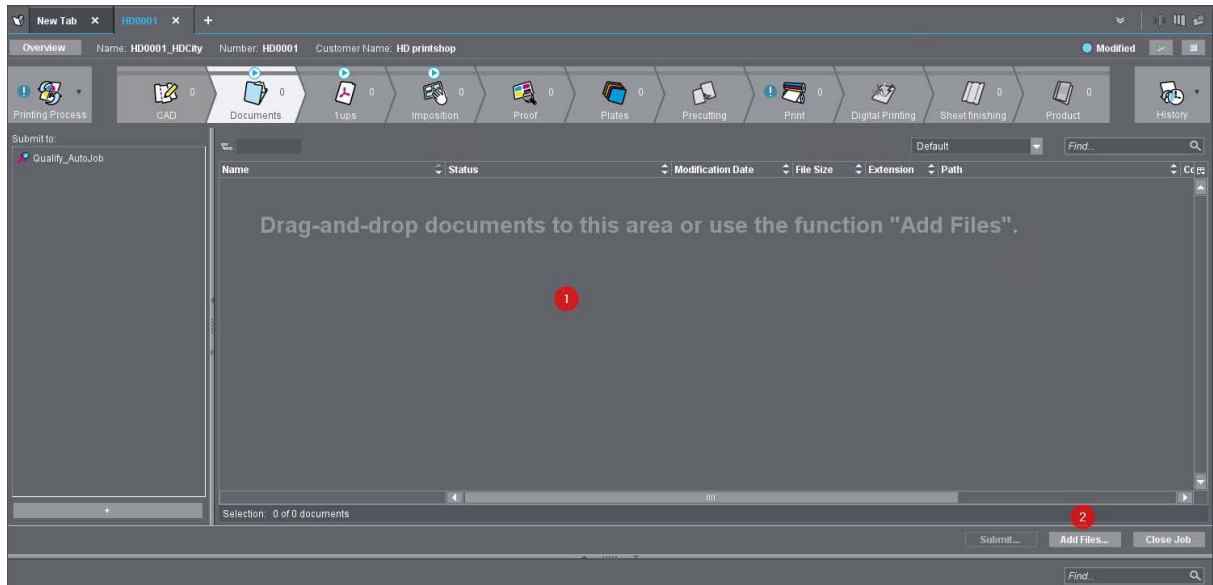 New Tab HD0001
Overview Name: HD0001_HDCity Number: HD0001 Customer Name: HD printshop Modified
0 0 0 0 0 0 0 0 0
Printing Process CAD Documents 1ups Imposition Proof Plates Precutting Print Digital Printing Sheet finishing Product History
Submit to:
Default Find...
Qualify_AutoJob
Name Status Modification Date File Size Extension Path
Drag-and-drop documents to this area or use the function "Add Files".
1
+
Selection: 0 of 0 documents
2
Submit... Add Files... Close Job
Find...